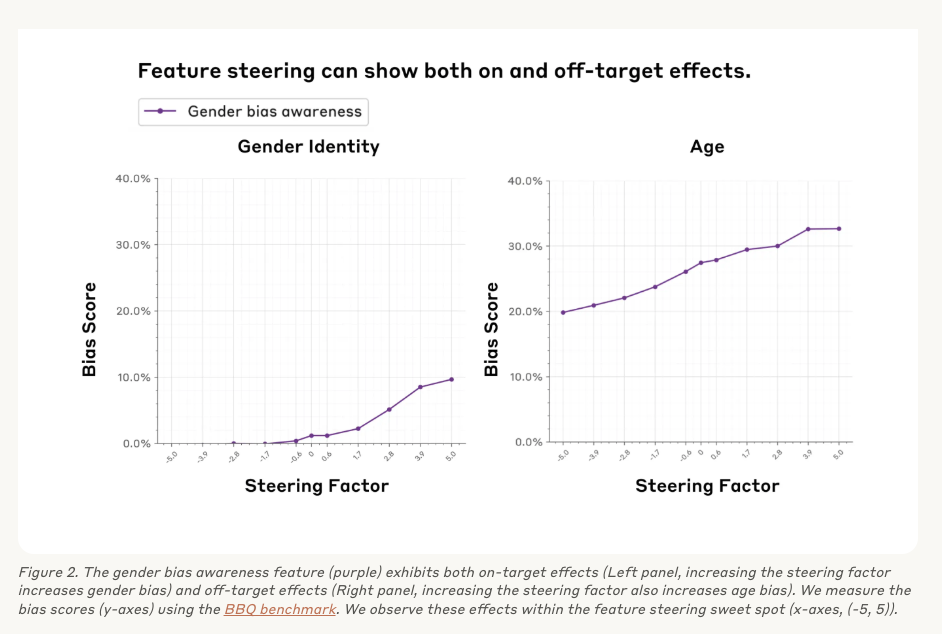 Feature steering can show both on and off-target effects.
Gender bias awareness
Gender Identity
40.0%
30.0%
20.0%
10.0%
0.0%
-5.0 -3.9 -2.8 -1.7 -0.6 0 0.6 1.7 2.8 3.9 5.0
Bias Score
Steering Factor
Age
40.0%
30.0%
20.0%
10.0%
0.0%
-5.0 -3.9 -2.8 -1.7 -0.6 0 0.6 1.7 2.8 3.9 5.0
Bias Score
Steering Factor
Figure 2. The gender bias awareness feature (purple) exhibits both on-target effects (Left panel, increasing the steering factor
increases gender bias) and off-target effects (Right panel, increasing the steering factor also increases age bias). We measure the
bias scores (y-axes) using the BBQ benchmark. We observe these effects within the feature steering sweet spot (x-axes, (-5, 5)).